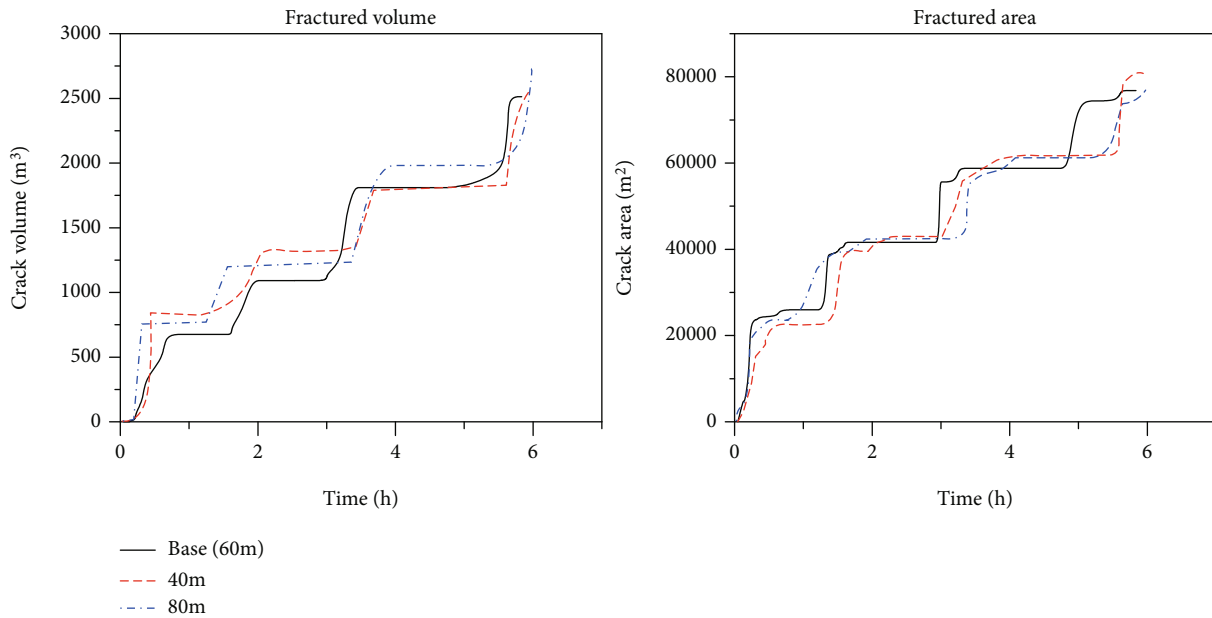 Fractured volume
3000
2500
2000
1500
1000
500
0
Crack volume (m³)
0 2 4 6
Time (h)
Fractured area
80000
60000
40000
20000
0
Crack area (m²)
0 2 4 6
Time (h)
Base (60m)
40m
80m